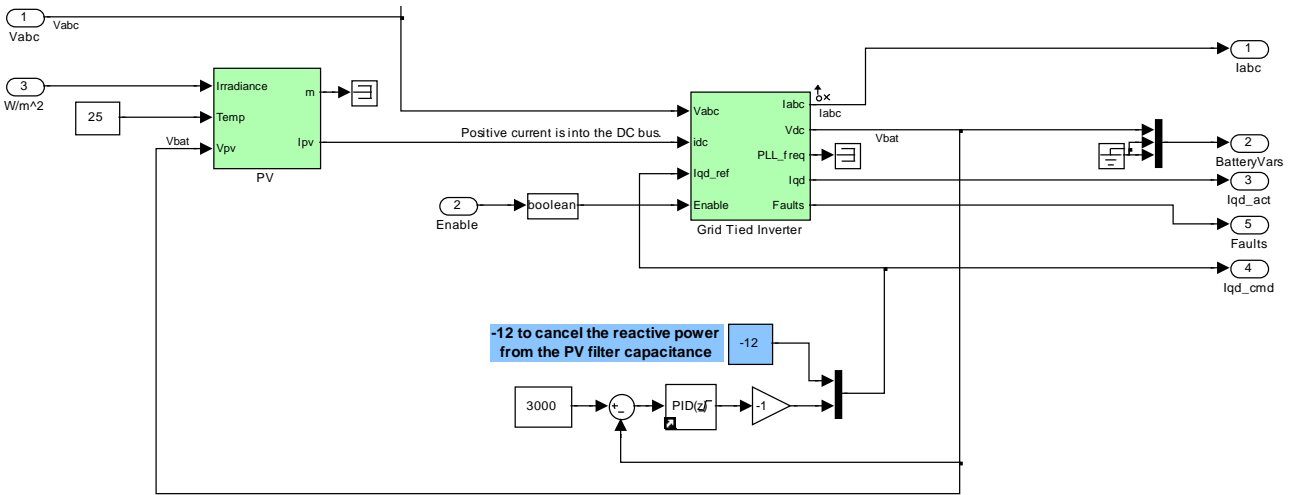 1
Vabc
Vabc
3
W/m^2
25
Vbat
Irradiance
Temp
Vpv
m
Ipv
PV
Positive current is into the DC bus.
2
Enable
boolean
Vabc
idc
Iqd_ref
Enable
Iabc
Vdc
PLL_freq
Iqd
Faults
Grid Tied Inverter
Iabc
Vbat
1
Iabc
2
BatteryVars
3
Iqd_act
5
Faults
4
Iqd_cmd
-12 to cancel the reactive power
from the PV filter capacitance
-12
3000
+
-
PID(z)
-1